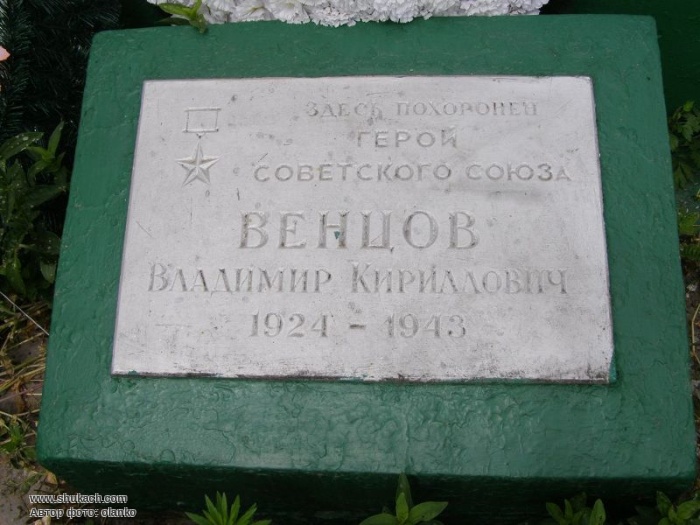 ЗДЕСЬ ПОХОРОНЕН
ГЕРОЙ
СОВЕТСКОГО СОЮЗА
ВЕНЦОВ
ВЛАДИМИР КИРИЛЛОВИЧ
1924 - 1943
www.shukach.com
Автор фото: olanko